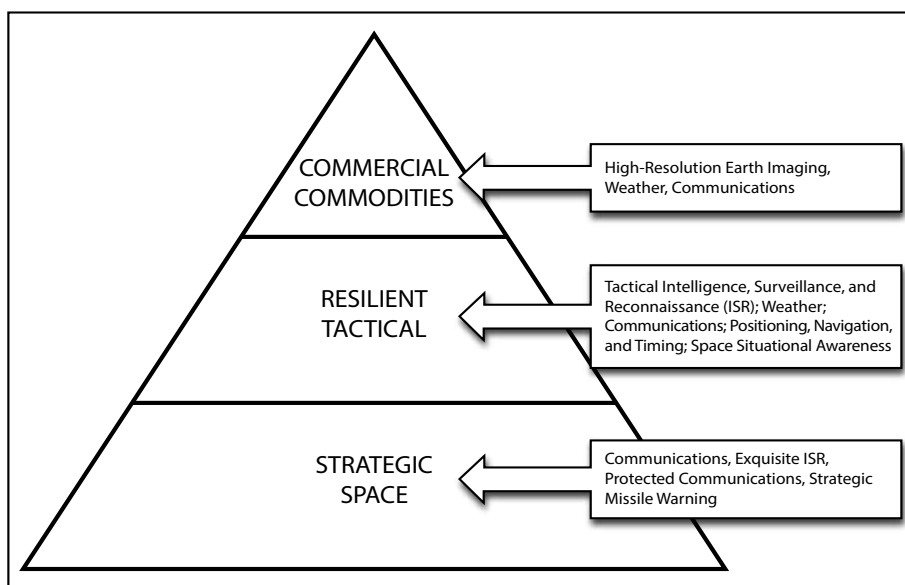 COMMERCIAL
COMMODITIES
High-Resolution Earth Imaging,
Weather, Communications
RESILIENT
TACTICAL
Tactical Intelligence, Surveillance, and
Reconnaissance (ISR); Weather;
Communications; Positioning, Navigation,
and Timing; Space Situational Awareness
STRATEGIC
SPACE
Communications, Exquisite ISR,
Protected Communications, Strategic
Missile Warning